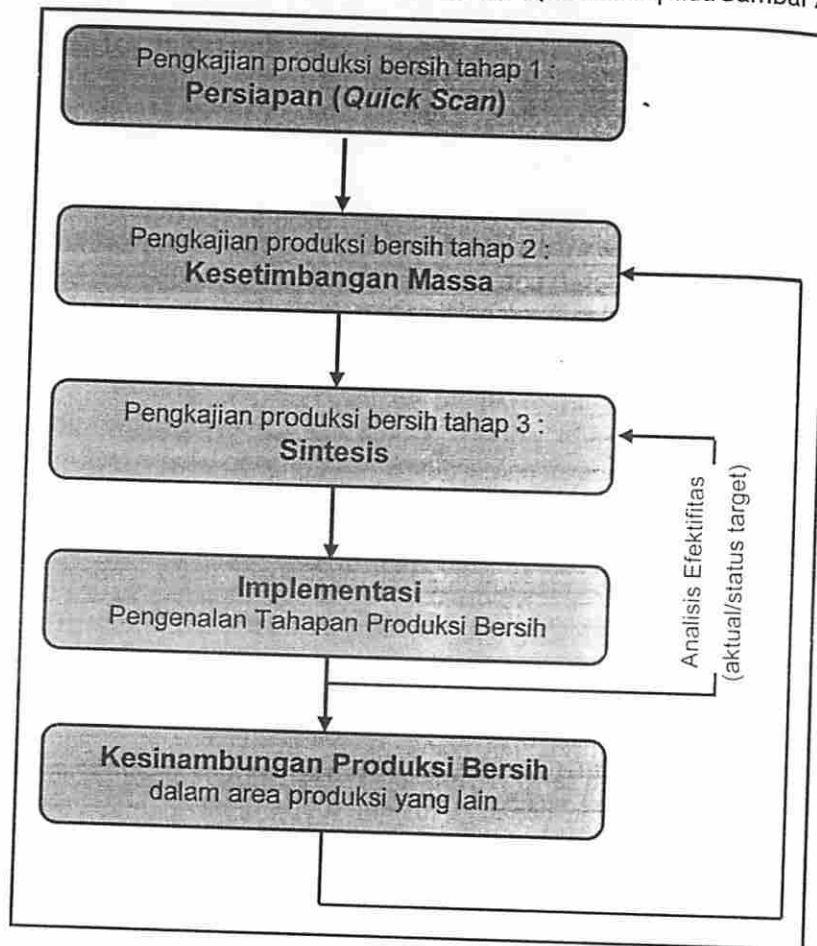 Gambar
Pengkajian produksi bersih tahap 1 :
Persiapan (Quick Scan)
Pengkajian produksi bersih tahap 2 :
Kesetimbangan Massa
Pengkajian produksi bersih tahap 3 :
Sintesis
Analisis Efektifitas
(aktual/status target)
Implementasi
Pengenalan Tahapan Produksi Bersih
Kesinambungan Produksi Bersih
dalam area produksi yang lain